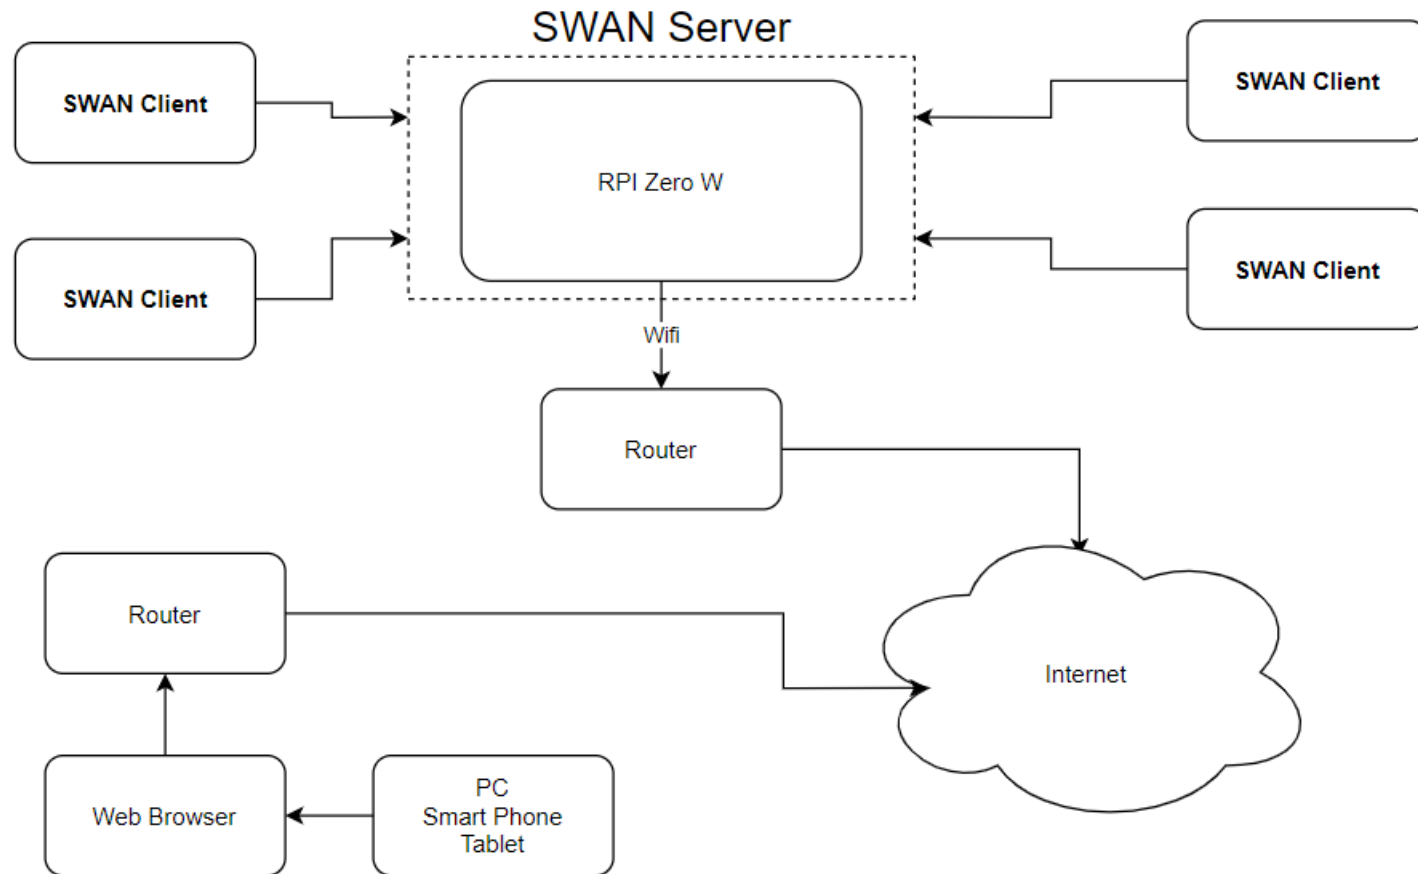 SWAN Server
SWAN Client
SWAN Client
RPI Zero W
SWAN Client
SWAN Client
Wifi
Router
Router
Internet
Web Browser
PC
Smart Phone
Tablet